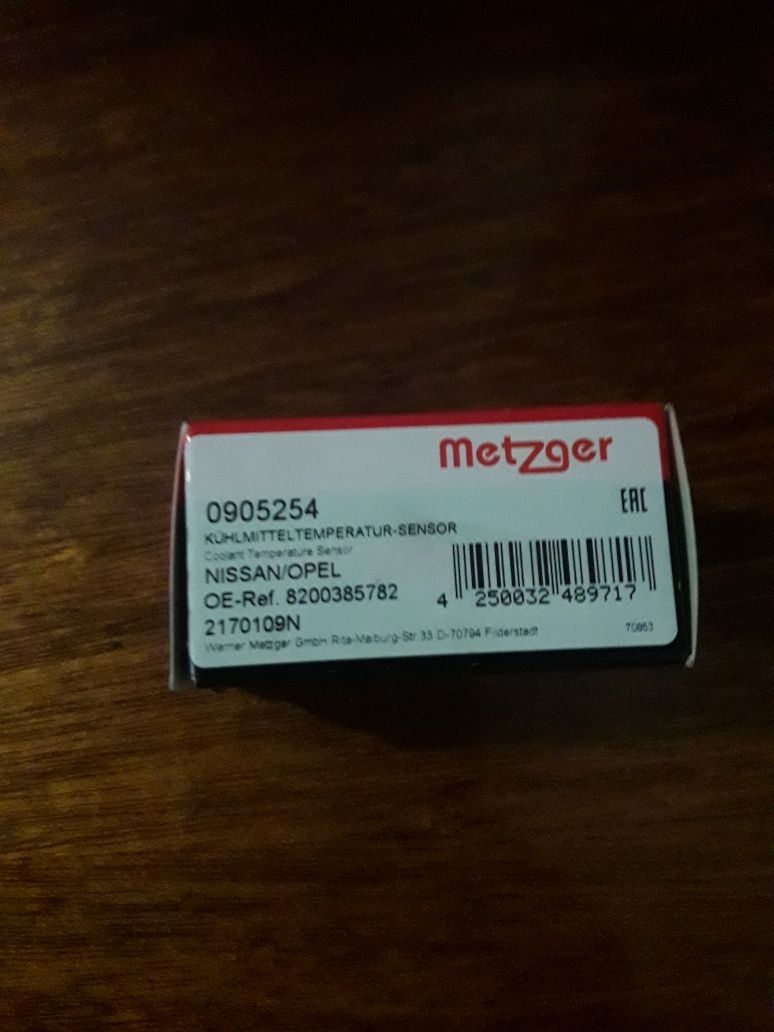 metzger
0905254
EAC
KÜHLMITTELTEMPERATUR-SENSOR
Coolant Temperature Sensor
NISSAN/OPEL
OE-Ref. 8200385782
4 250032 489717
2170109N
Werner Metzger GmbH Rita-Maiburg-Str 33 D-70794 Filderstadt